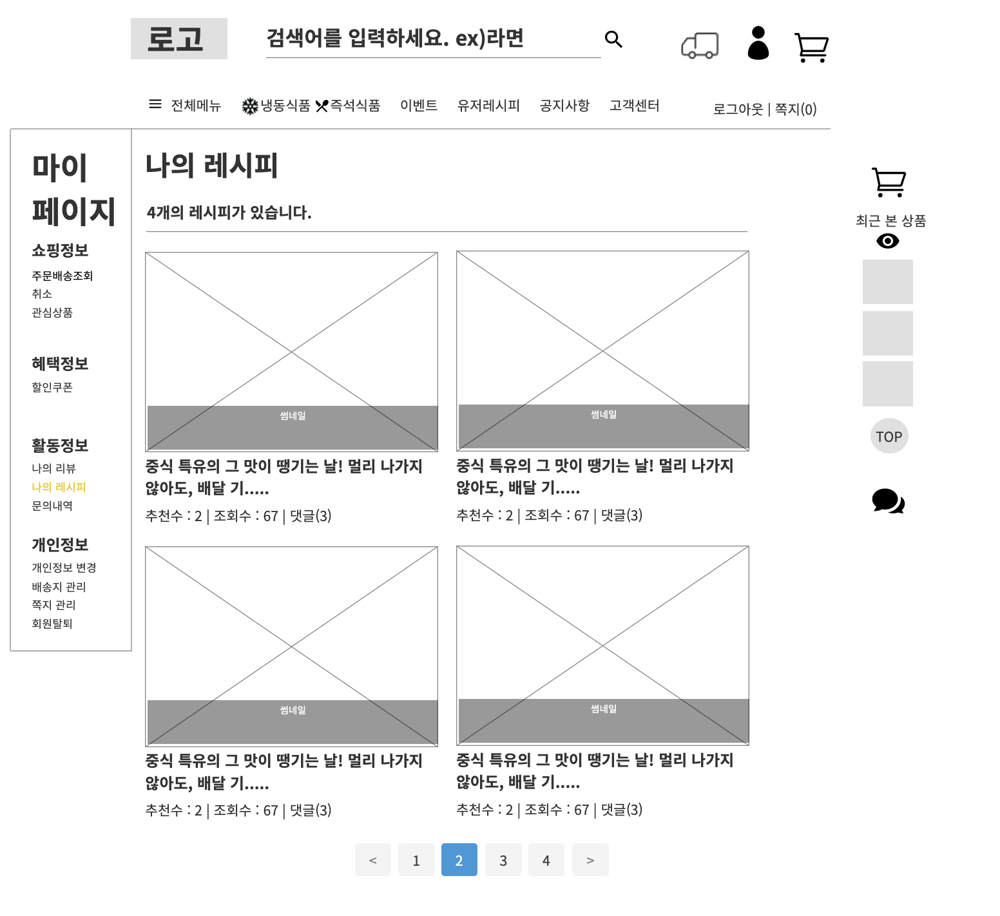 로고
검색어를 입력하세요. ex)라면
전체메뉴 냉동식품 즉석식품 이벤트 유저레시피 공지사항 고객센터 로그아웃 | 쪽지(0)
마이
페이지
쇼핑정보
주문배송조회
취소
관심상품
혜택정보
할인쿠폰
활동정보
나의 리뷰
나의 레시피
문의내역
개인정보
개인정보 변경
배송지 관리
쪽지 관리
회원탈퇴
나의 레시피
4개의 레시피가 있습니다.
썸네일
중식 특유의 그 맛이 땡기는 날! 멀리 나가지
않아도, 배달 기.....
추천수 : 2 | 조회수 : 67 | 댓글(3)
썸네일
중식 특유의 그 맛이 땡기는 날! 멀리 나가지
않아도, 배달 기.....
추천수 : 2 | 조회수 : 67 | 댓글(3)
썸네일
중식 특유의 그 맛이 땡기는 날! 멀리 나가지
않아도, 배달 기.....
추천수 : 2 | 조회수 : 67 | 댓글(3)
썸네일
중식 특유의 그 맛이 땡기는 날! 멀리 나가지
않아도, 배달 기.....
추천수 : 2 | 조회수 : 67 | 댓글(3)
< 1 2 3 4 >
최근 본 상품
TOP